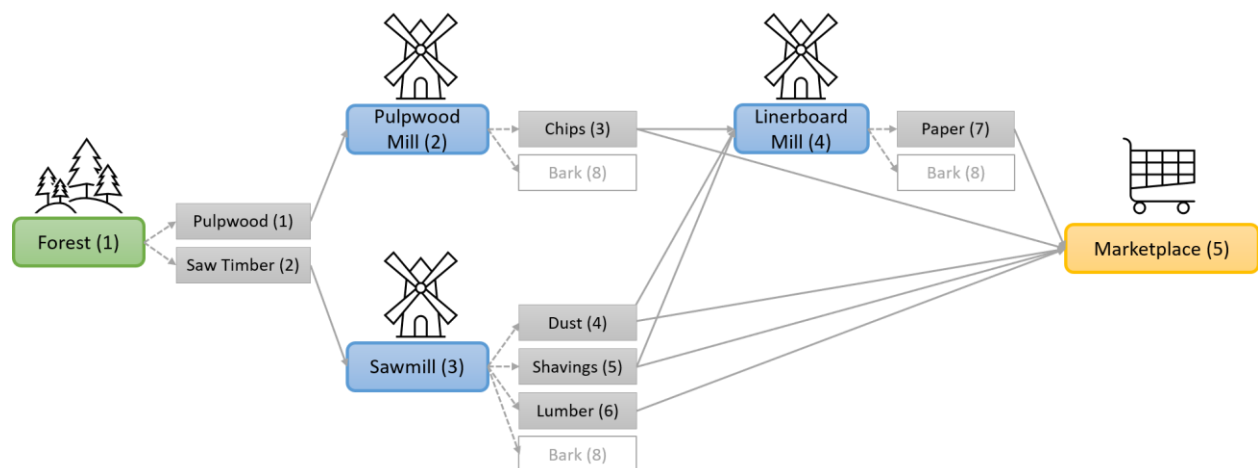 Pulpwood
Mill (2)
Chips (3)
Bark (8)
Linerboard
Mill (4)
Paper (7)
Bark (8)
Forest (1)
Pulpwood (1)
Saw Timber (2)
Marketplace (5)
Sawmill (3)
Dust (4)
Shavings (5)
Lumber (6)
Bark (8)